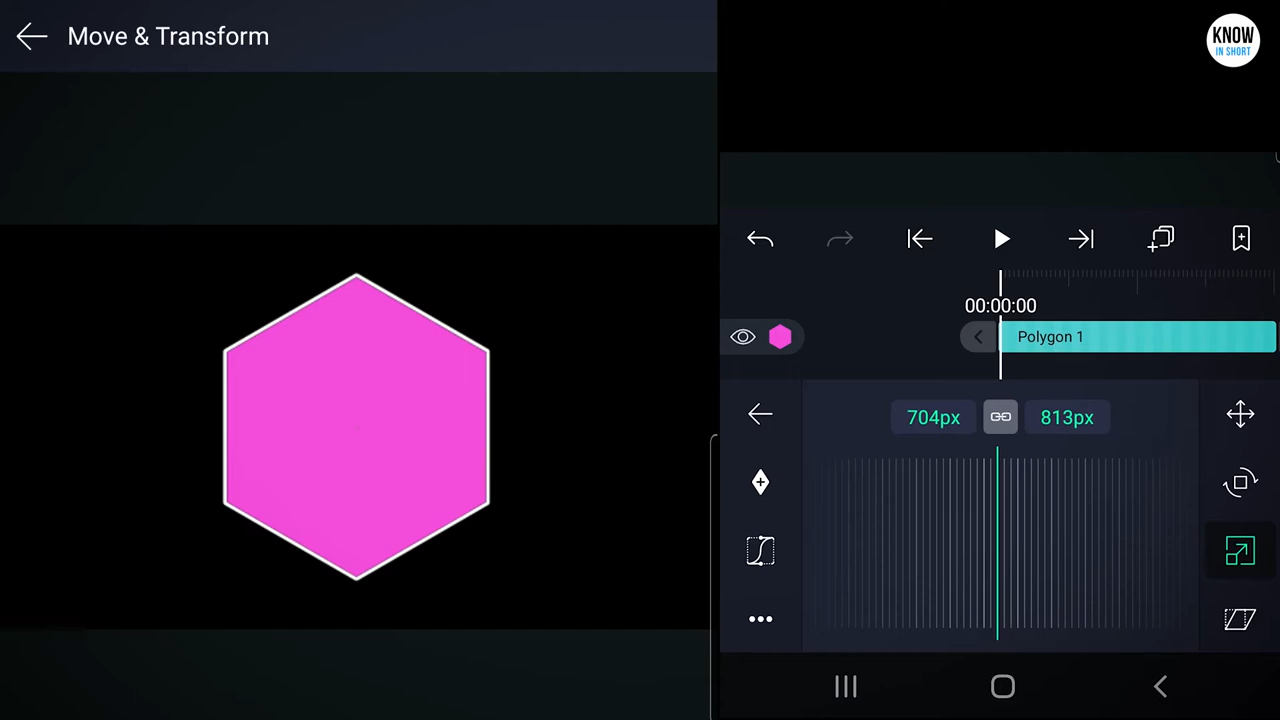 Move & Transform
KNOW
IN SHORT
00:00:00
Polygon 1
704px
813px